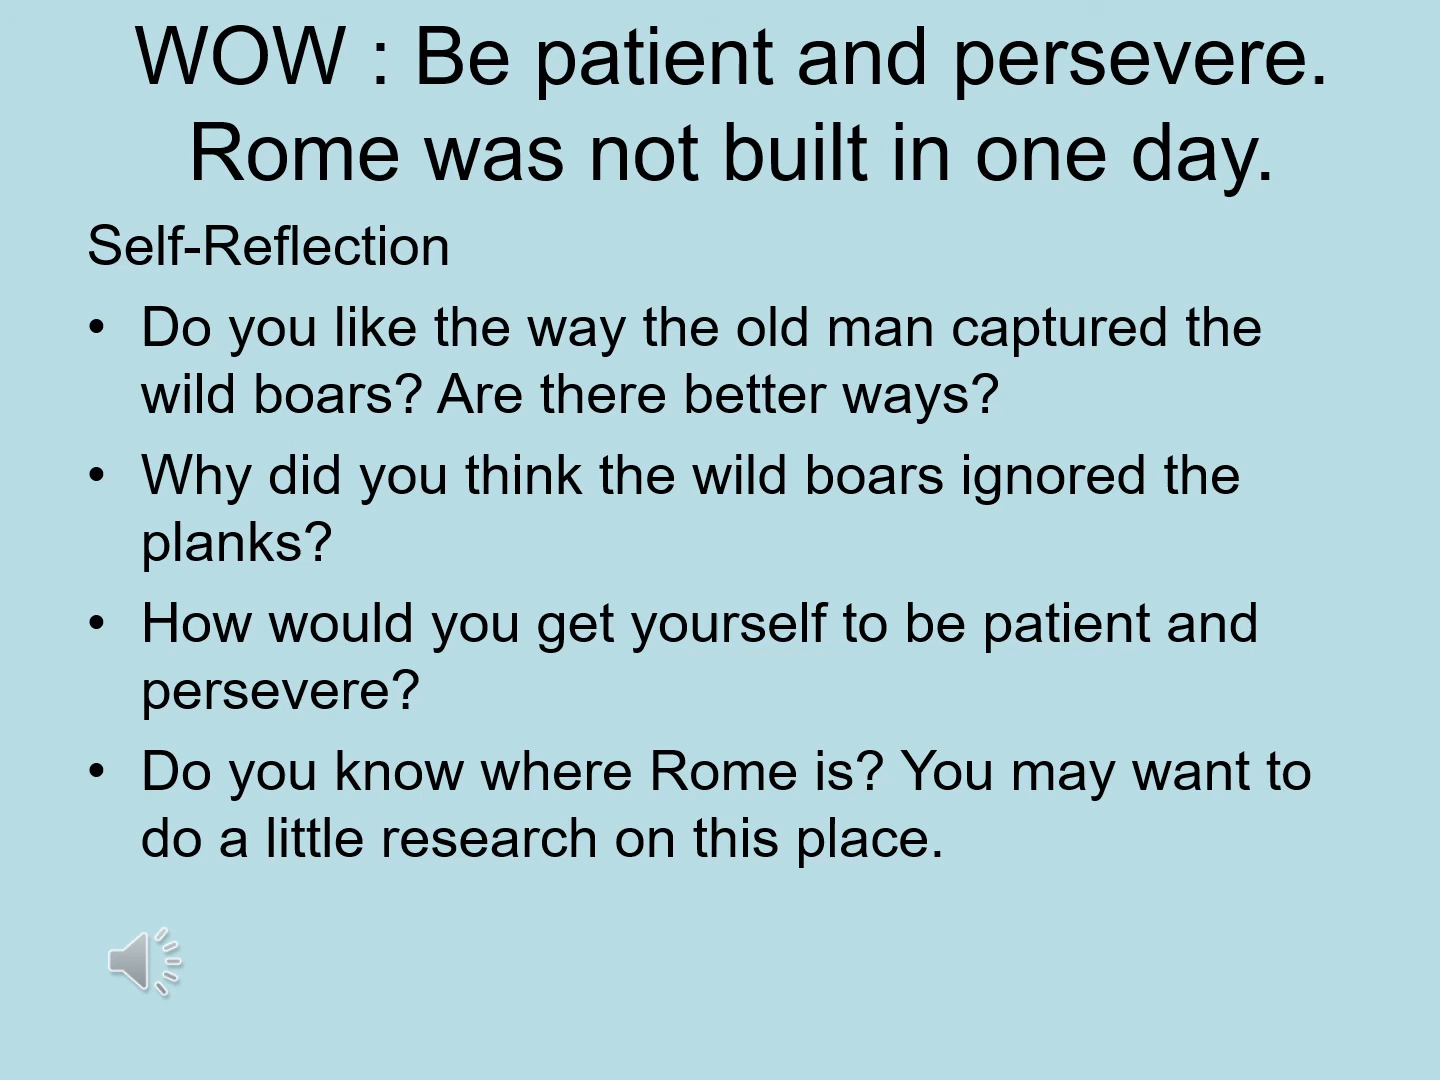 WOW : Be patient and persevere.
Rome was not built in one day.
Self-Reflection
• Do you like the way the old man captured the
wild boars? Are there better ways?
• Why did you think the wild boars ignored the
planks?
• How would you get yourself to be patient and
persevere?
• Do you know where Rome is? You may want to
do a little research on this place.